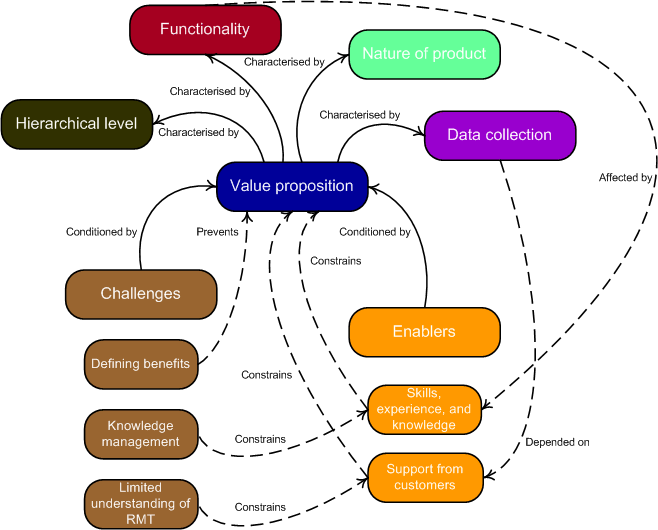 Functionality
Nature of product
Characterised by
Characterised by
Hierarchical level
Characterised by
Characterised by
Data collection
Value proposition
Affected by
Conditioned by
Prevents
Conditioned by
Constrains
Challenges
Enablers
Defining benefits
Constrains
Skills,
experience, and
knowledge
Knowledge
management
Constrains
Depended on
Support from
customers
Limited
understanding of
RMT
Constrains